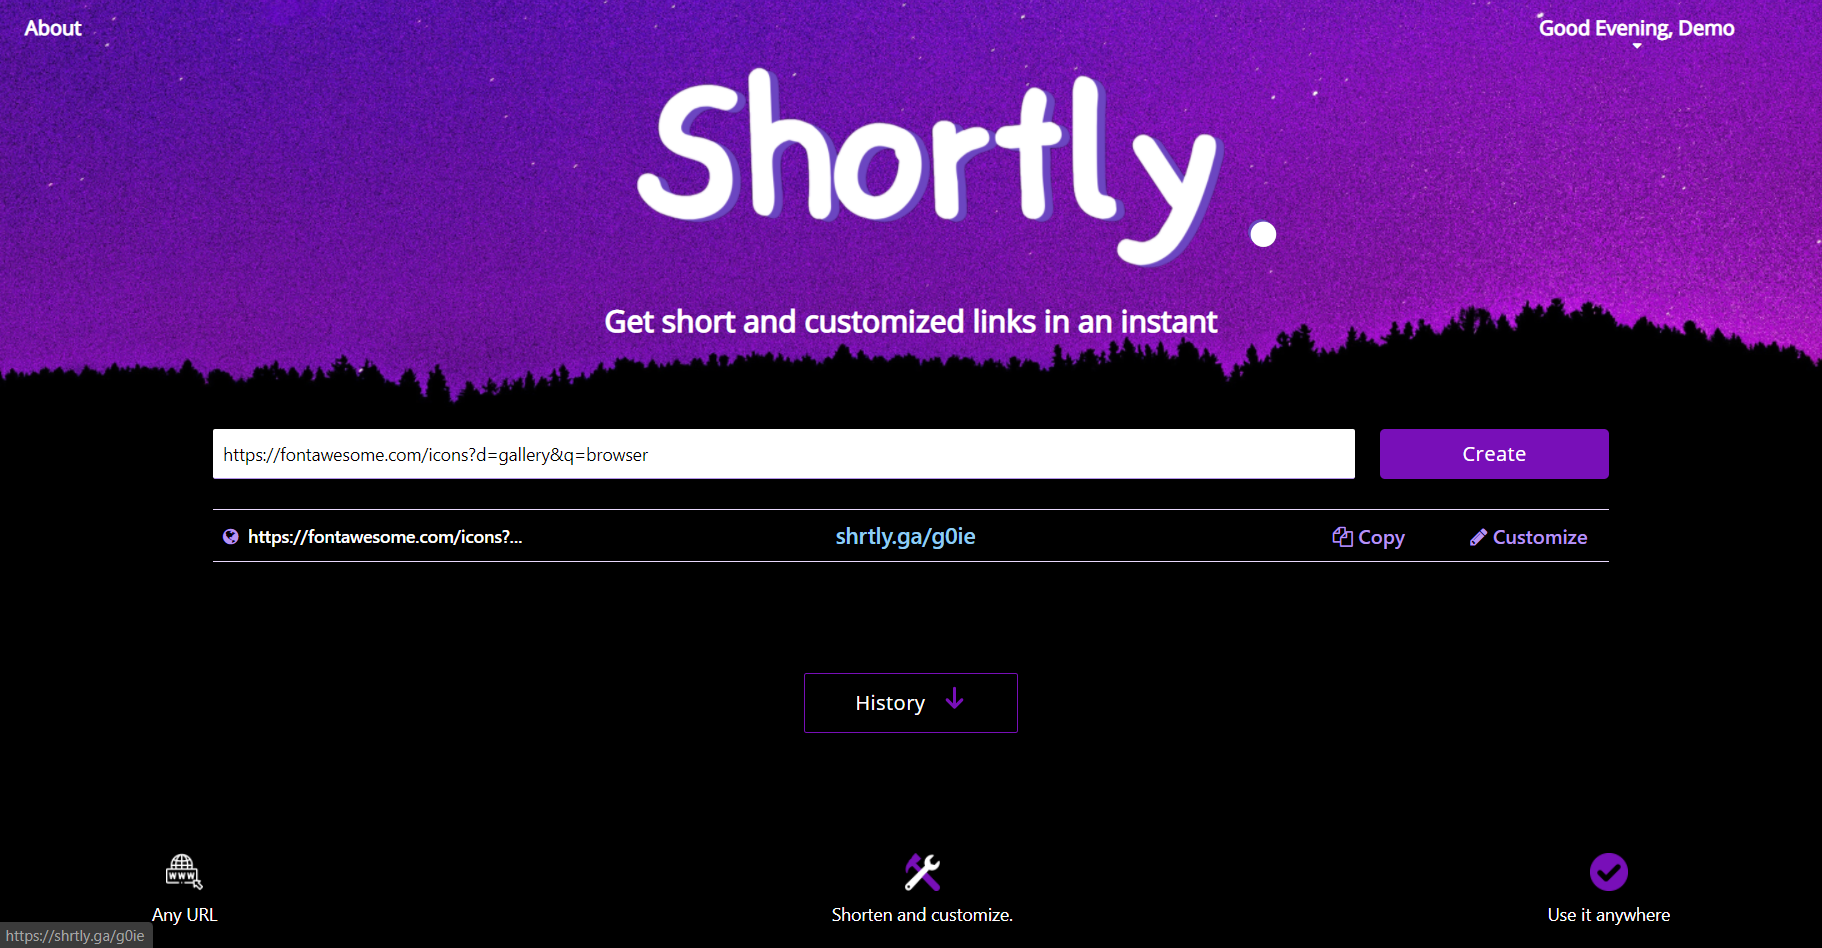 About
Good Evening, Demo
Shortly.
Get short and customized links in an instant
https://fontawesome.com/icons?d=gallery&q=browser
Create
https://fontawesome.com/icons?...
shrtly.ga/g0ie
Copy
Customize
History
WWW
Any URL
Shorten and customize.
Use it anywhere
https://shrtly.ga/g0ie